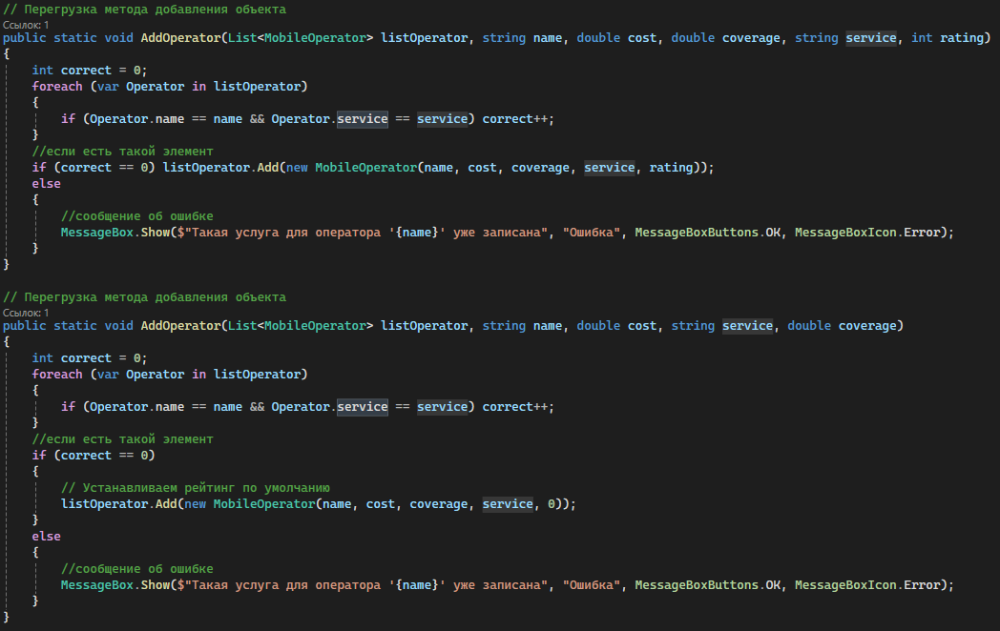 // Перегрузка метода добавления объекта
Ссылок: 1
public static void AddOperator(List<MobileOperator> listOperator, string name, double cost, double coverage, string service, int rating)
{
    int correct = 0;
    foreach (var Operator in listOperator)
    {
        if (Operator.name == name && Operator.service == service) correct++;
    }
    //если есть такой элемент
    if (correct == 0) listOperator.Add(new MobileOperator(name, cost, coverage, service, rating));
    else
    {
        //сообщение об ошибке
        MessageBox.Show($"Такая услуга для оператора '{name}' уже записана", "Ошибка", MessageBoxButtons.OK, MessageBoxIcon.Error);
    }
}
// Перегрузка метода добавления объекта
Ссылок: 1
public static void AddOperator(List<MobileOperator> listOperator, string name, double cost, string service, double coverage)
{
    int correct = 0;
    foreach (var Operator in listOperator)
    {
        if (Operator.name == name && Operator.service == service) correct++;
    }
    //если есть такой элемент
    if (correct == 0)
    {
        // Устанавливаем рейтинг по умолчанию
        listOperator.Add(new MobileOperator(name, cost, coverage, service, 0));
    }
    else
    {
        //сообщение об ошибке
        MessageBox.Show($"Такая услуга для оператора '{name}' уже записана", "Ошибка", MessageBoxButtons.OK, MessageBoxIcon.Error);
    }
}